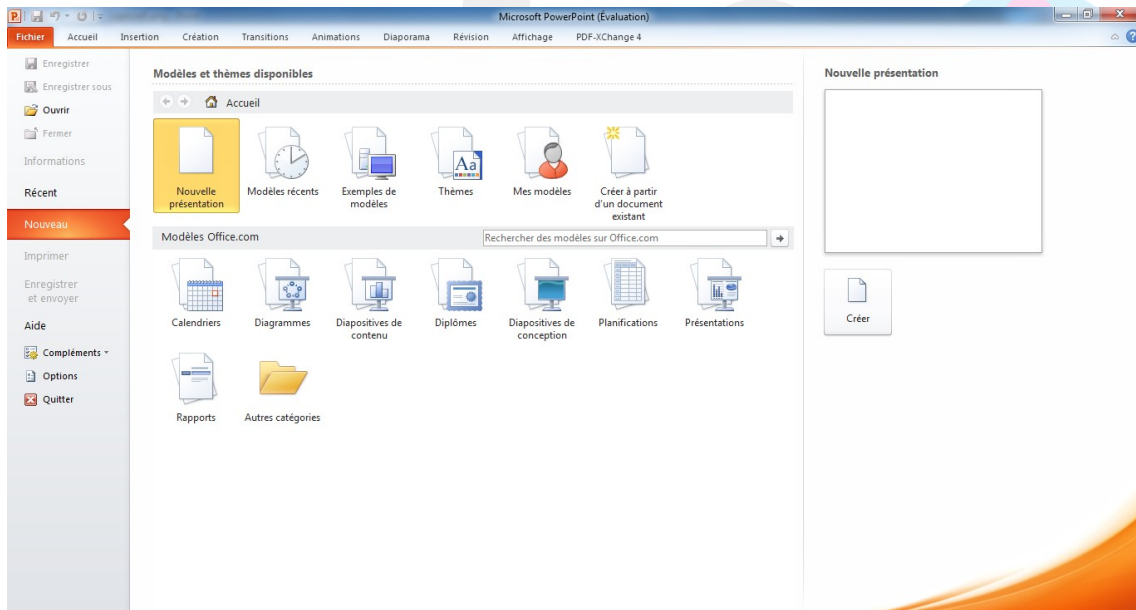 Microsoft PowerPoint (Évaluation)
Fichier Accueil Insertion Création Transitions Animations Diaporama Révision Affichage PDF-XChange 4
Enregistrer
Enregistrer sous
Ouvrir
Fermer
Informations
Récent
Nouveau
Imprimer
Enregistrer
et envoyer
Aide
Compléments
Options
Quitter
Modèles et thèmes disponibles
Accueil
Nouvelle
présentation
Modèles récents
Exemples de
modèles
Thèmes
Mes modèles
Créer à partir
d'un document
existant
Modèles Office.com
Rechercher des modèles sur Office.com
Calendriers
Diagrammes
Diapositives de
contenu
Diplômes
Diapositives de
conception
Planifications
Présentations
Rapports
Autres catégories
Nouvelle présentation
Créer